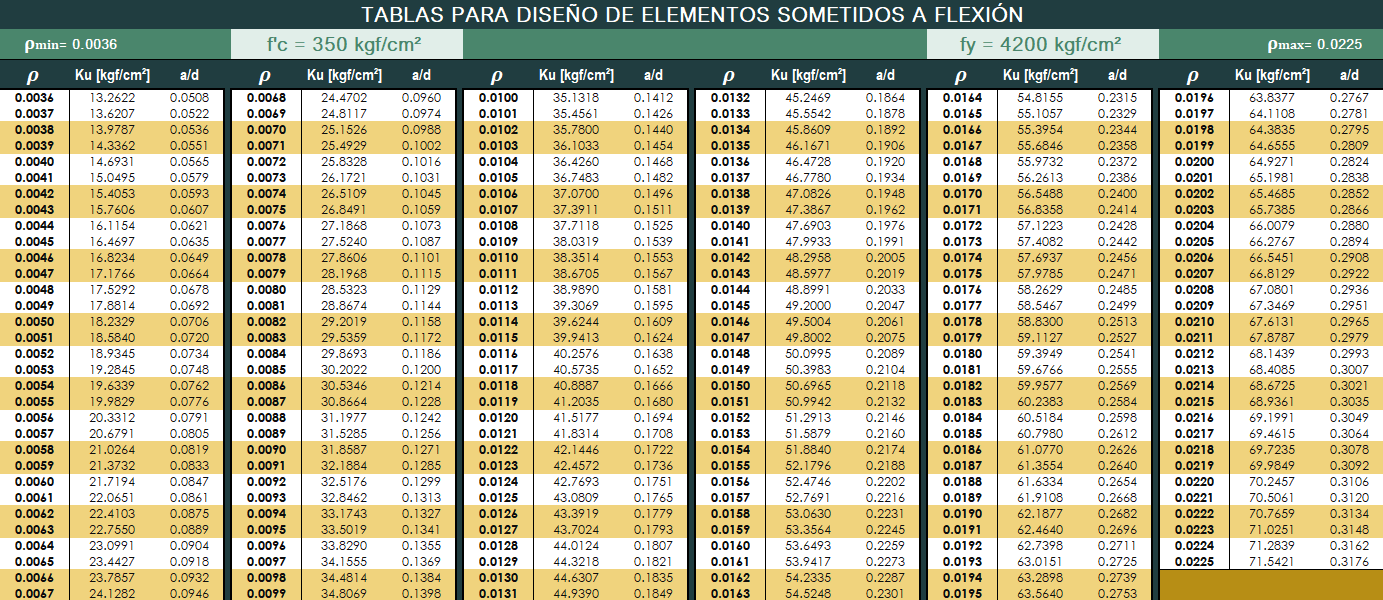 TABLAS PARA DISEÑO DE ELEMENTOS SOMETIDOS A FLEXIÓN
ρmin= 0.0036 f'c = 350 kgf/cm² fy = 4200 kgf/cm² ρmax= 0.0225
ρ Ku [kgf/cm²] a/d ρ Ku [kgf/cm²] a/d ρ Ku [kgf/cm²] a/d ρ Ku [kgf/cm²] a/d ρ Ku [kgf/cm²] a/d ρ Ku [kgf/cm²] a/d
0.0036 13.2622 0.0508 0.0068 24.4702 0.0960 0.0100 35.1318 0.1412 0.0132 45.2469 0.1864 0.0164 54.8155 0.2315 0.0196 63.8377 0.2767
0.0037 13.6207 0.0522 0.0069 24.8117 0.0974 0.0101 35.4561 0.1426 0.0133 45.5542 0.1878 0.0165 55.1057 0.2329 0.0197 64.1108 0.2781
0.0038 13.9787 0.0536 0.0070 25.1526 0.0988 0.0102 35.7800 0.1440 0.0134 45.8609 0.1892 0.0166 55.3954 0.2344 0.0198 64.3835 0.2795
0.0039 14.3362 0.0551 0.0071 25.4929 0.1002 0.0103 36.1033 0.1454 0.0135 46.1671 0.1906 0.0167 55.6846 0.2358 0.0199 64.6555 0.2809
0.0040 14.6931 0.0565 0.0072 25.8328 0.1016 0.0104 36.4260 0.1468 0.0136 46.4728 0.1920 0.0168 55.9732 0.2372 0.0200 64.9271 0.2824
0.0041 15.0495 0.0579 0.0073 26.1721 0.1031 0.0105 36.7483 0.1482 0.0137 46.7780 0.1934 0.0169 56.2613 0.2386 0.0201 65.1981 0.2838
0.0042 15.4053 0.0593 0.0074 26.5109 0.1045 0.0106 37.0700 0.1496 0.0138 47.0826 0.1948 0.0170 56.5488 0.2400 0.0202 65.4685 0.2852
0.0043 15.7606 0.0607 0.0075 26.8491 0.1059 0.0107 37.3911 0.1511 0.0139 47.3867 0.1962 0.0171 56.8358 0.2414 0.0203 65.7385 0.2866
0.0044 16.1154 0.0621 0.0076 27.1868 0.1073 0.0108 37.7118 0.1525 0.0140 47.6903 0.1976 0.0172 57.1223 0.2428 0.0204 66.0079 0.2880
0.0045 16.4697 0.0635 0.0077 27.5240 0.1087 0.0109 38.0319 0.1539 0.0141 47.9933 0.1991 0.0173 57.4082 0.2442 0.0205 66.2767 0.2894
0.0046 16.8234 0.0649 0.0078 27.8606 0.1101 0.0110 38.3514 0.1553 0.0142 48.2958 0.2005 0.0174 57.6937 0.2456 0.0206 66.5451 0.2908
0.0047 17.1766 0.0664 0.0079 28.1968 0.1115 0.0111 38.6705 0.1567 0.0143 48.5978 0.2019 0.0175 57.9785 0.2471 0.0207 66.8129 0.2922
0.0048 17.5292 0.0678 0.0080 28.5323 0.1129 0.0112 38.9890 0.1581 0.0144 48.8991 0.2033 0.0176 58.2629 0.2485 0.0208 67.0801 0.2936
0.0049 17.8814 0.0692 0.0081 28.8674 0.1144 0.0113 39.3069 0.1595 0.0145 49.2000 0.2047 0.0177 58.5467 0.2499 0.0209 67.3469 0.2951
0.0050 18.2329 0.0706 0.0082 29.2019 0.1158 0.0114 39.6244 0.1609 0.0146 49.5004 0.2061 0.0178 58.8300 0.2513 0.0210 67.6131 0.2965
0.0051 18.5840 0.0720 0.0083 29.5359 0.1172 0.0115 39.9413 0.1624 0.0147 49.8002 0.2075 0.0179 59.1127 0.2527 0.0211 67.8787 0.2979
0.0052 18.9345 0.0734 0.0084 29.8693 0.1186 0.0116 40.2576 0.1638 0.0148 50.0995 0.2089 0.0180 59.3949 0.2541 0.0212 68.1439 0.2993
0.0053 19.2845 0.0748 0.0085 30.2022 0.1200 0.0117 40.5735 0.1652 0.0149 50.3983 0.2104 0.0181 59.6766 0.2555 0.0213 68.4085 0.3007
0.0054 19.6339 0.0762 0.0086 30.5346 0.1214 0.0118 40.8887 0.1666 0.0150 50.6965 0.2118 0.0182 59.9577 0.2569 0.0214 68.6725 0.3021
0.0055 19.9829 0.0776 0.0087 30.8664 0.1228 0.0119 41.2035 0.1680 0.0151 50.9942 0.2132 0.0183 60.2383 0.2584 0.0215 68.9361 0.3035
0.0056 20.3312 0.0791 0.0088 31.1977 0.1242 0.0120 41.5177 0.1694 0.0152 51.2913 0.2146 0.0184 60.5184 0.2598 0.0216 69.1991 0.3049
0.0057 20.6791 0.0805 0.0089 31.5285 0.1256 0.0121 41.8314 0.1708 0.0153 51.5879 0.2160 0.0185 60.7980 0.2612 0.0217 69.4615 0.3064
0.0058 21.0264 0.0819 0.0090 31.8587 0.1271 0.0122 42.1446 0.1722 0.0154 51.8840 0.2174 0.0186 61.0770 0.2626 0.0218 69.7235 0.3078
0.0059 21.3732 0.0833 0.0091 32.1884 0.1285 0.0123 42.4572 0.1736 0.0155 52.1796 0.2188 0.0187 61.3554 0.2640 0.0219 69.9849 0.3092
0.0060 21.7194 0.0847 0.0092 32.5176 0.1299 0.0124 42.7693 0.1751 0.0156 52.4746 0.2202 0.0188 61.6334 0.2654 0.0220 70.2457 0.3106
0.0061 22.0651 0.0861 0.0093 32.8462 0.1313 0.0125 43.0809 0.1765 0.0157 52.7691 0.2216 0.0189 61.9108 0.2668 0.0221 70.5061 0.3120
0.0062 22.4103 0.0875 0.0094 33.1743 0.1327 0.0126 43.3919 0.1779 0.0158 53.0630 0.2231 0.0190 62.1877 0.2682 0.0222 70.7659 0.3134
0.0063 22.7550 0.0889 0.0095 33.5019 0.1341 0.0127 43.7024 0.1793 0.0159 53.3564 0.2245 0.0191 62.4640 0.2696 0.0223 71.0251 0.3148
0.0064 23.0991 0.0904 0.0096 33.8290 0.1355 0.0128 44.0124 0.1807 0.0160 53.6493 0.2259 0.0192 62.7398 0.2711 0.0224 71.2839 0.3162
0.0065 23.4427 0.0918 0.0097 34.1555 0.1369 0.0129 44.3218 0.1821 0.0161 53.9417 0.2273 0.0193 63.0151 0.2725 0.0225 71.5421 0.3176
0.0066 23.7857 0.0932 0.0098 34.4814 0.1384 0.0130 44.6307 0.1835 0.0162 54.2335 0.2287 0.0194 63.2898 0.2739
0.0067 24.1282 0.0946 0.0099 34.8069 0.1398 0.0131 44.9390 0.1849 0.0163 54.5248 0.2301 0.0195 63.5640 0.2753